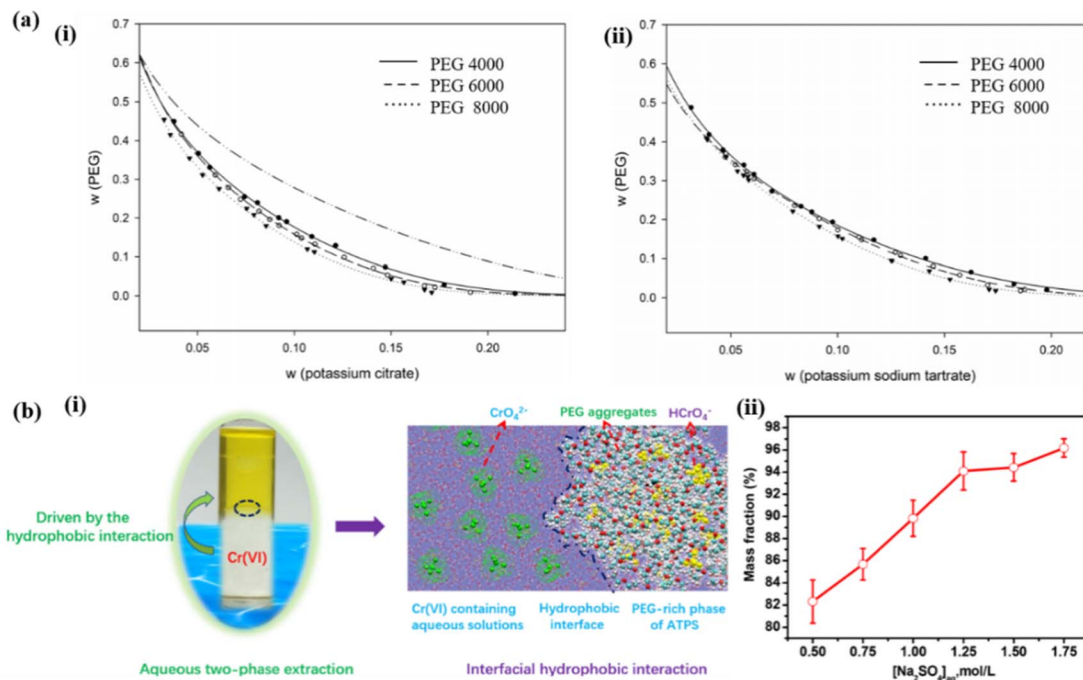 (a)
(i)
0.7
0.6
0.5
0.4
0.3
0.2
0.1
0.0
w (PEG)
PEG 4000
PEG 6000
PEG 8000
0.05 0.10 0.15 0.20
w (potassium citrate)
(ii)
0.7
0.6
0.5
0.4
0.3
0.2
0.1
0.0
w (PEG)
PEG 4000
PEG 6000
PEG 8000
0.05 0.10 0.15 0.20
w (potassium sodium tartrate)
(b)
(i)
Driven by the
hydrophobic interaction
Cr(VI)
Aqueous two-phase extraction
CrO₄²⁻ PEG aggregates HCrO₄⁻
Cr(VI) containing
aqueous solutions
Hydrophobic
interface
PEG-rich phase
of ATPS
Interfacial hydrophobic interaction
(ii)
98
96
94
92
90
88
86
84
82
80
Mass fraction (%)
0.50 0.75 1.00 1.25 1.50 1.75
[Na₂SO₄]aq,mol/L